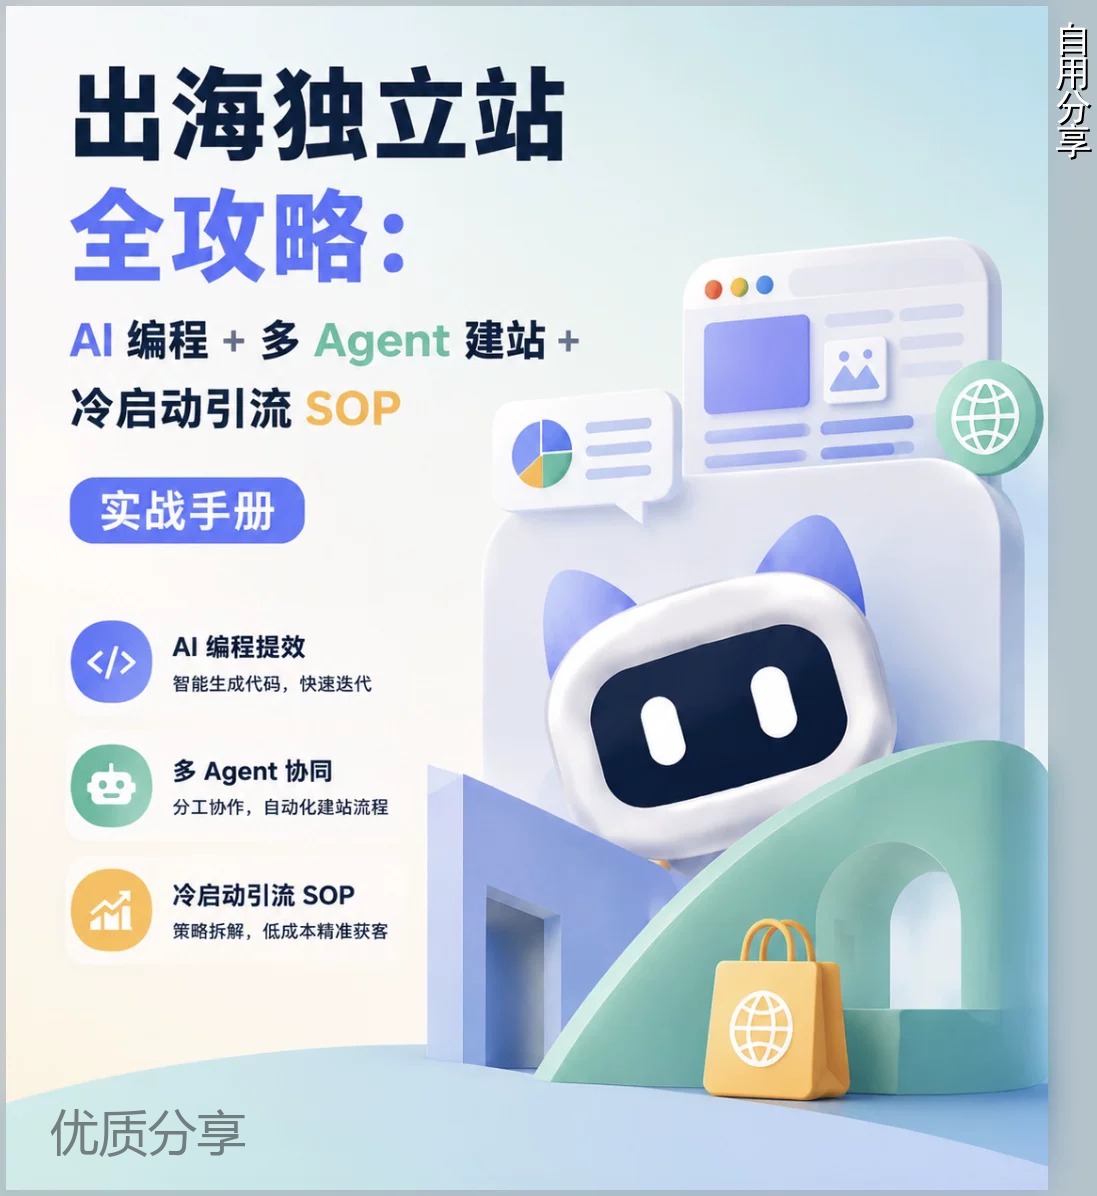 出海独立站
全攻略:
AI 编程 + 多 Agent 建站 +
冷启动引流 SOP
实战手册
</>
AI 编程提效
智能生成代码，快速迭代
多 Agent 协同
分工协作，自动化建站流程
冷启动引流 SOP
策略拆解，低成本精准获客
优质分享
自用分享